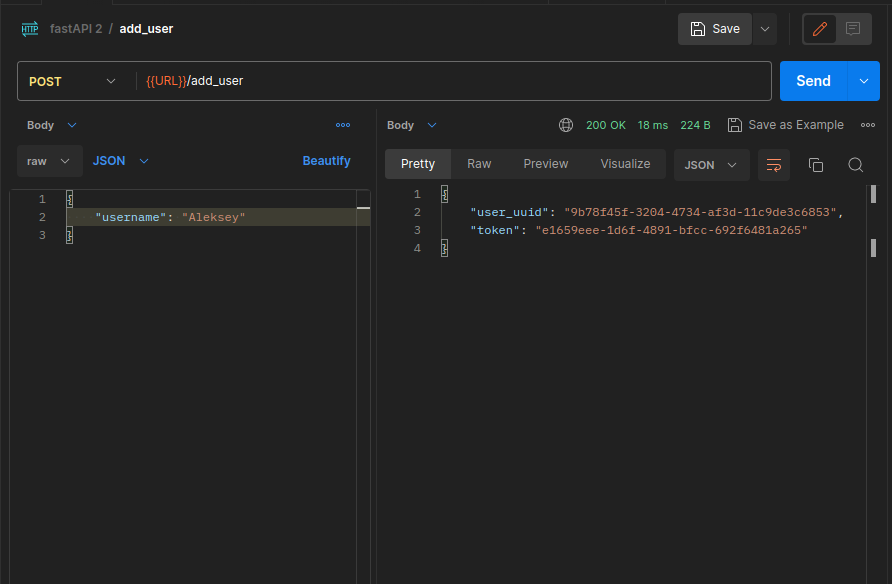 HTTP fastAPI 2 / add_user
Save
POST
{{URL}}/add_user
Send
Body
raw
JSON
Beautify
1 {
2 "username": "Aleksey"
3 }
Body
200 OK 18 ms 224 B Save as Example
Pretty Raw Preview Visualize JSON
1 {
2 "user_uuid": "9b78f45f-3204-4734-af3d-11c9de3c6853",
3 "token": "e1659eee-1d6f-4891-bfcc-692f6481a265"
4 }